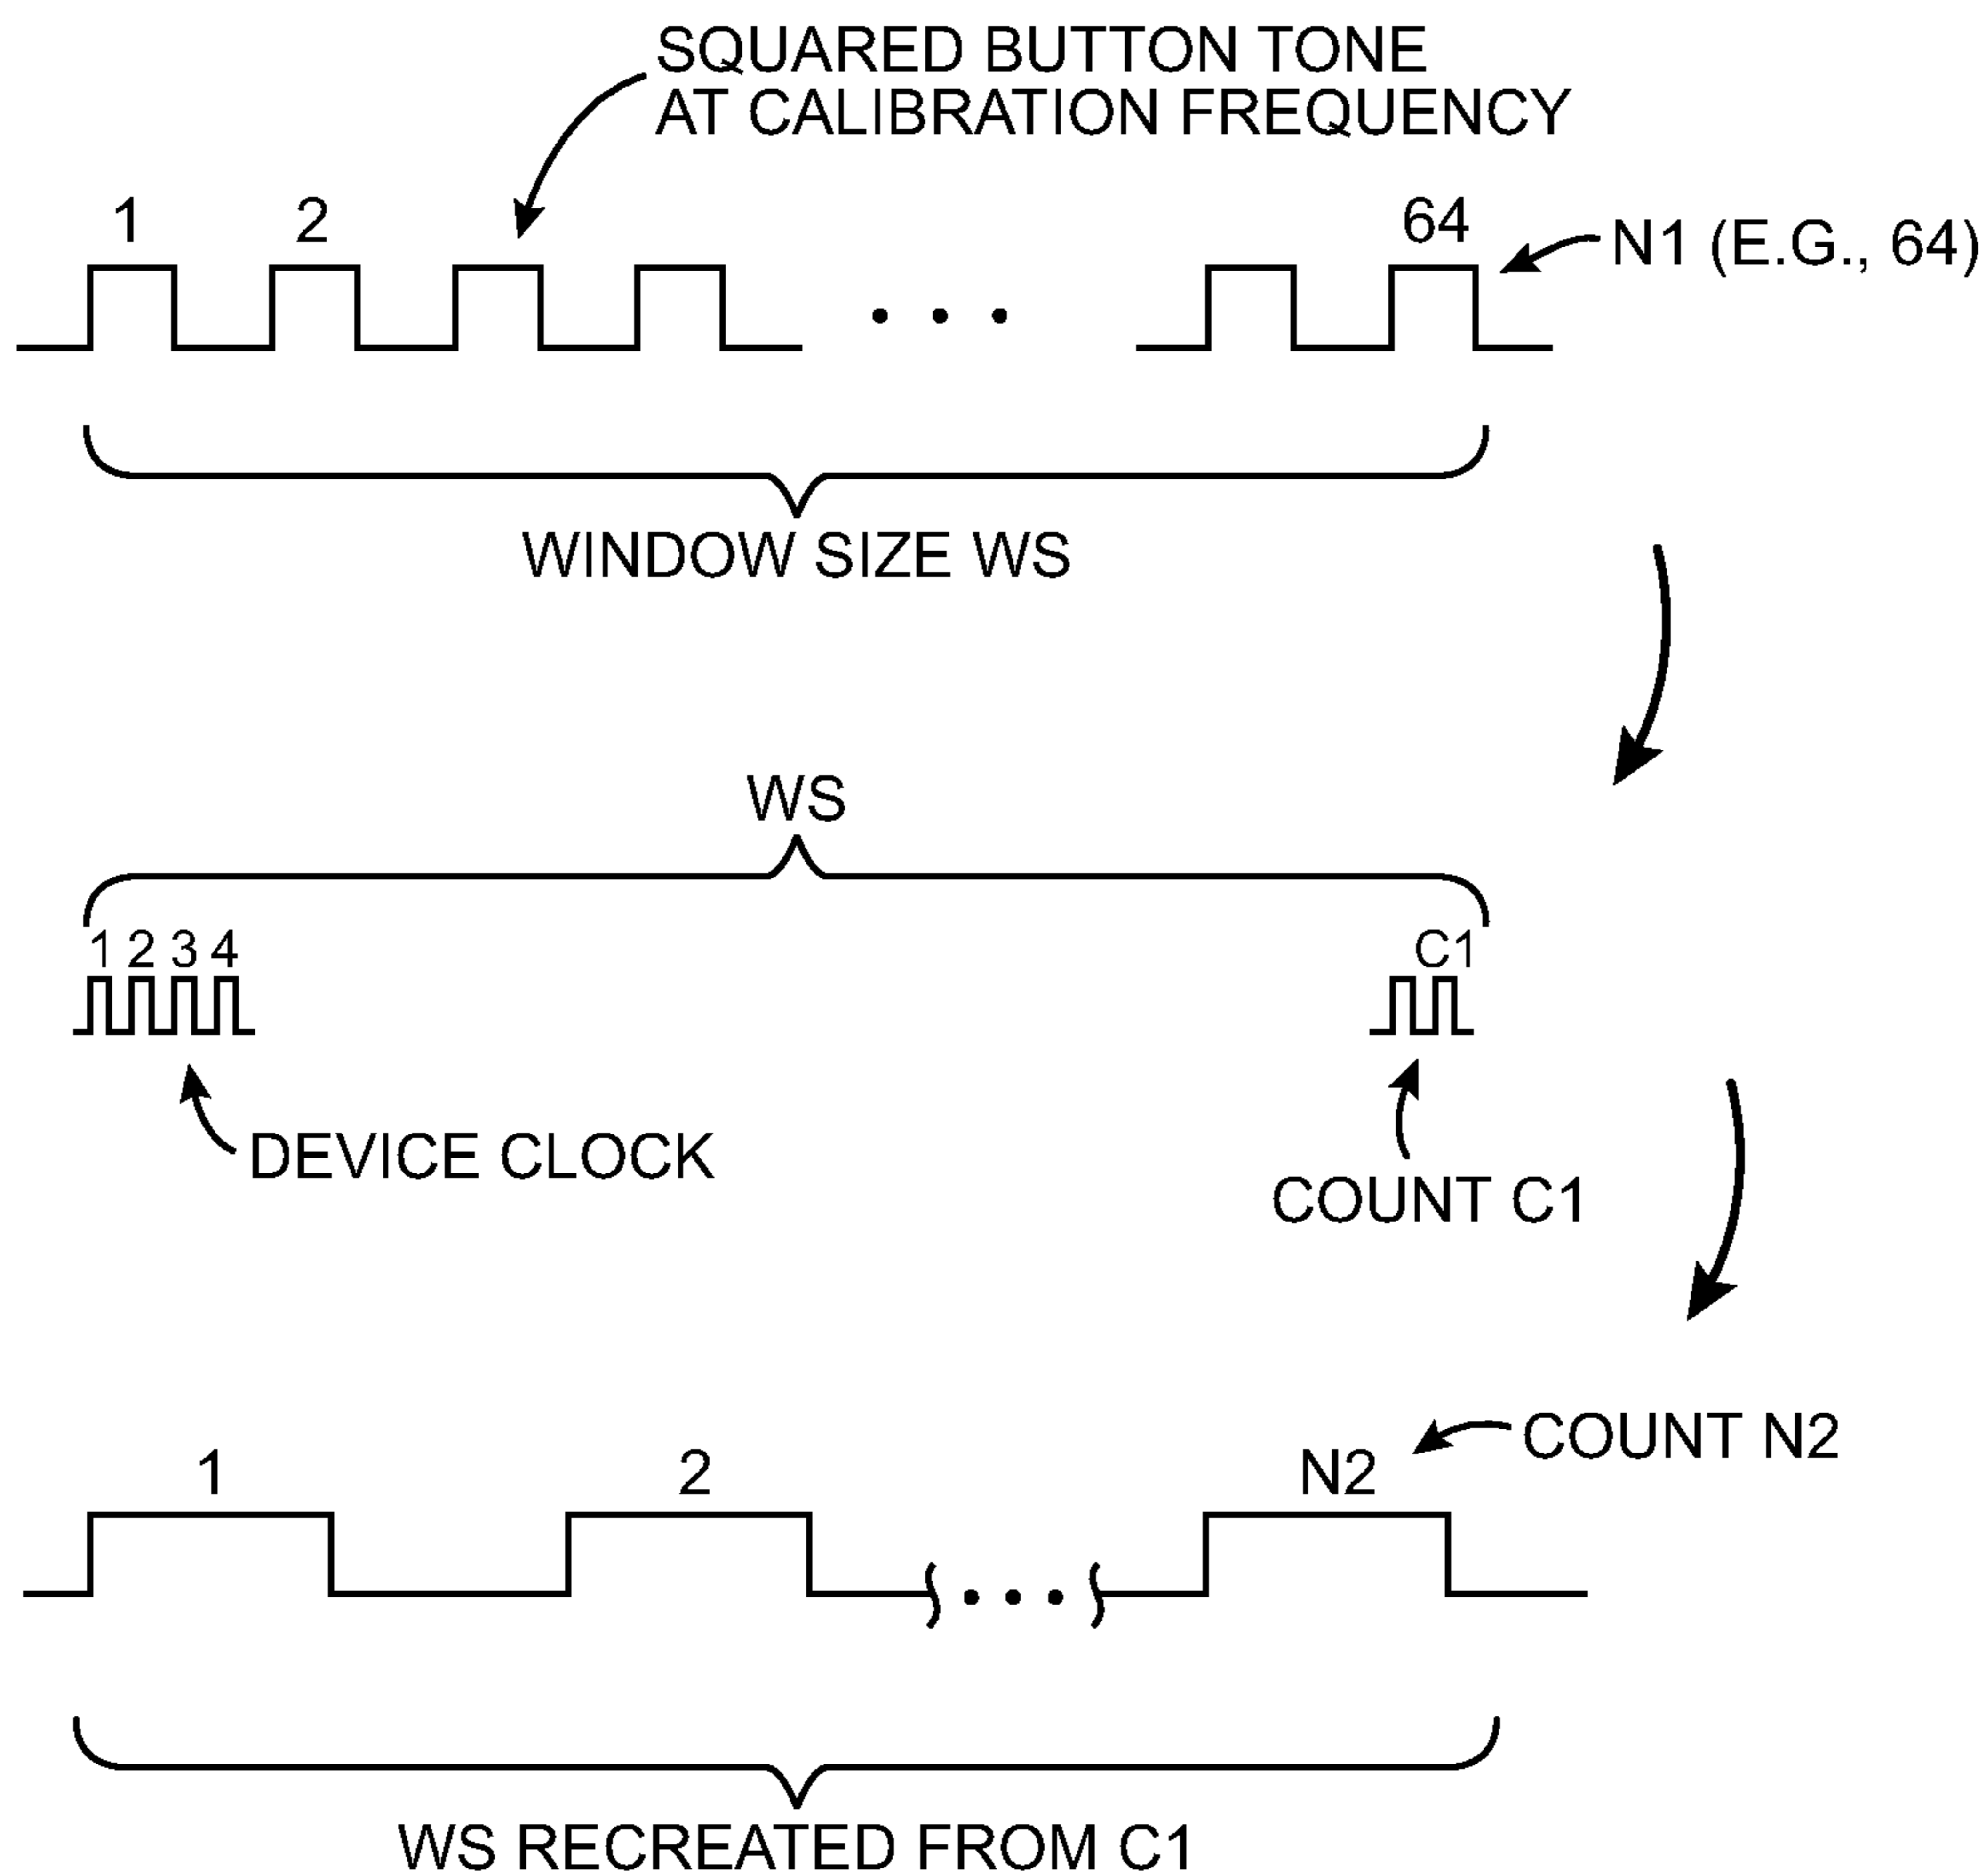 SQUARED BUTTON TONE
AT CALIBRATION FREQUENCY
1 2 64
N1 (E.G., 64)
WINDOW SIZE WS
WS
1 2 3 4 C1
DEVICE CLOCK
COUNT C1
COUNT N2
1 2 N2
WS RECREATED FROM C1